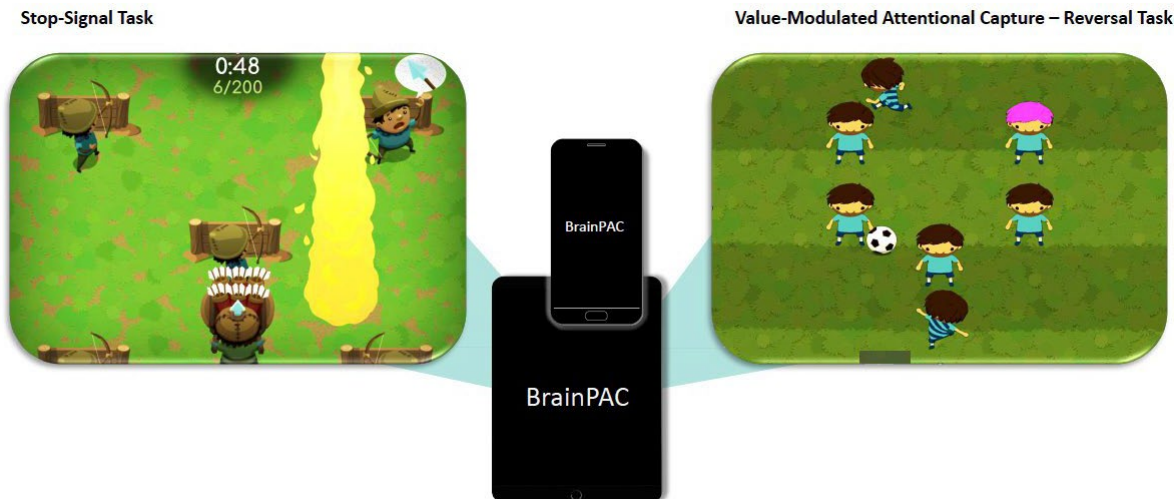 Stop-Signal Task
Value-Modulated Attentional Capture – Reversal Task
0:48
6/200
BrainPAC
BrainPAC